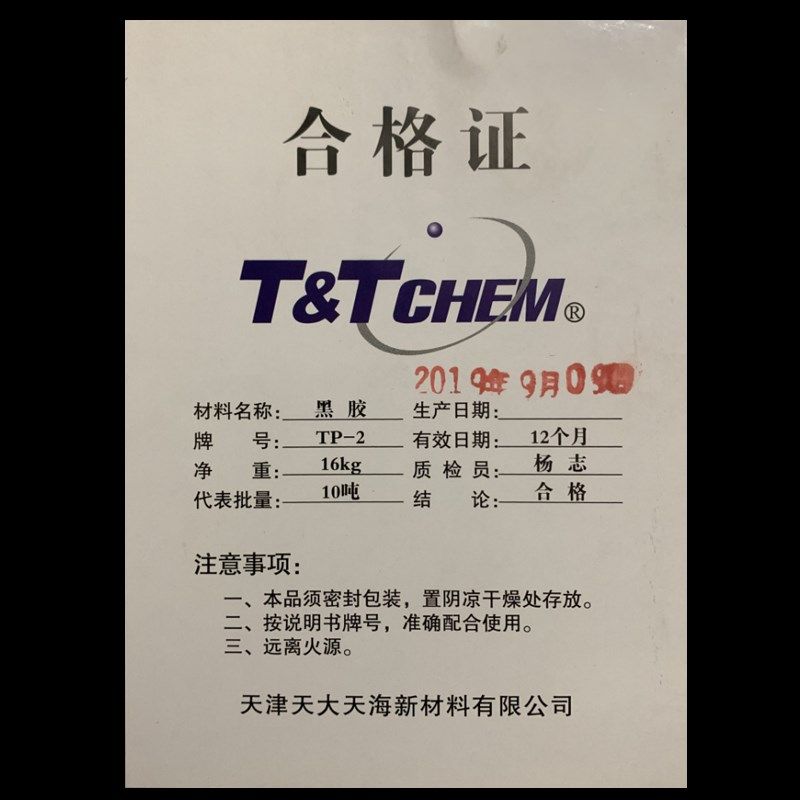 合格证
T&TCHEM®
2019年9月09
材料名称: 黑 胶 生产日期:
牌 号: TP-2 有效日期: 12个月
净 重: 16kg 质 检 员: 杨 志
代表批量: 10吨 结 论: 合 格
注意事项:
一、本品须密封包装，置阴凉干燥处存放。
二、按说明书牌号，准确配合使用。
三、远离火源。
天津天大天海新材料有限公司